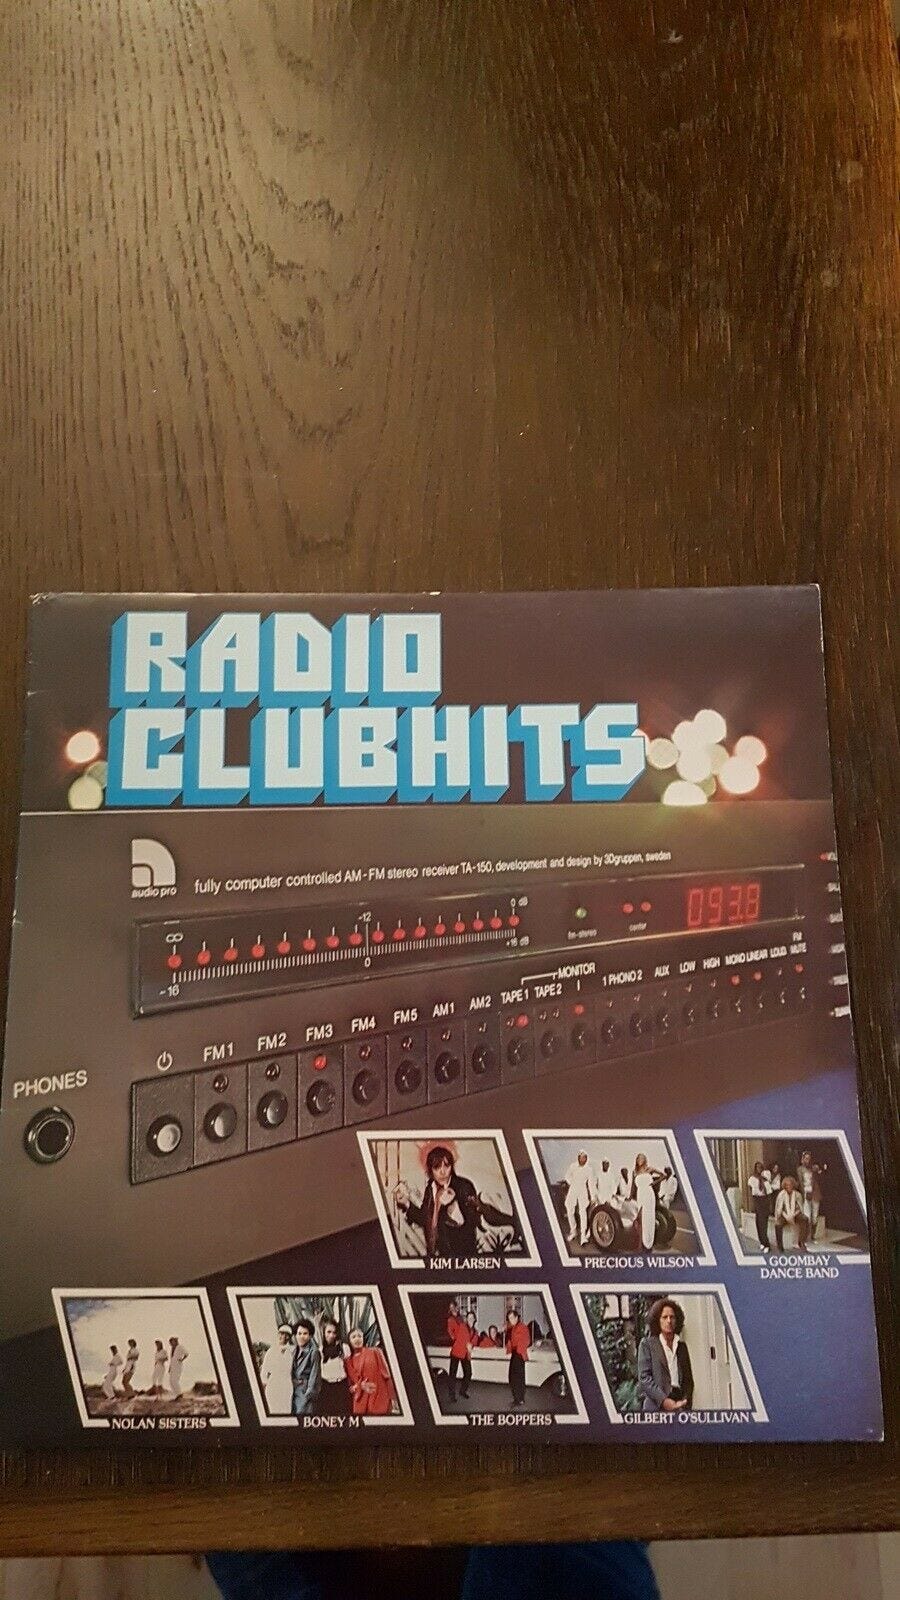 RADIO
CLUBHITS
audio pro
fully computer controlled AM-FM stereo receiver TA-150, development and design by 3Dgruppen, sweden
∞ -12 0 dB
-16 0 +16 dB
fm-stereo center 093.8
MONITOR
FM1 FM2 FM3 FM4 FM5 AM1 AM2 TAPE 1 TAPE 2 1 PHONO 2 AUX LOW HIGH MONO LINEAR LOUD FM MUTE
PHONES
KIM LARSEN
PRECIOUS WILSON
GOOMBAY
DANCE BAND
NOLAN SISTERS
BONEY M
THE BOPPERS
GILBERT O'SULLIVAN